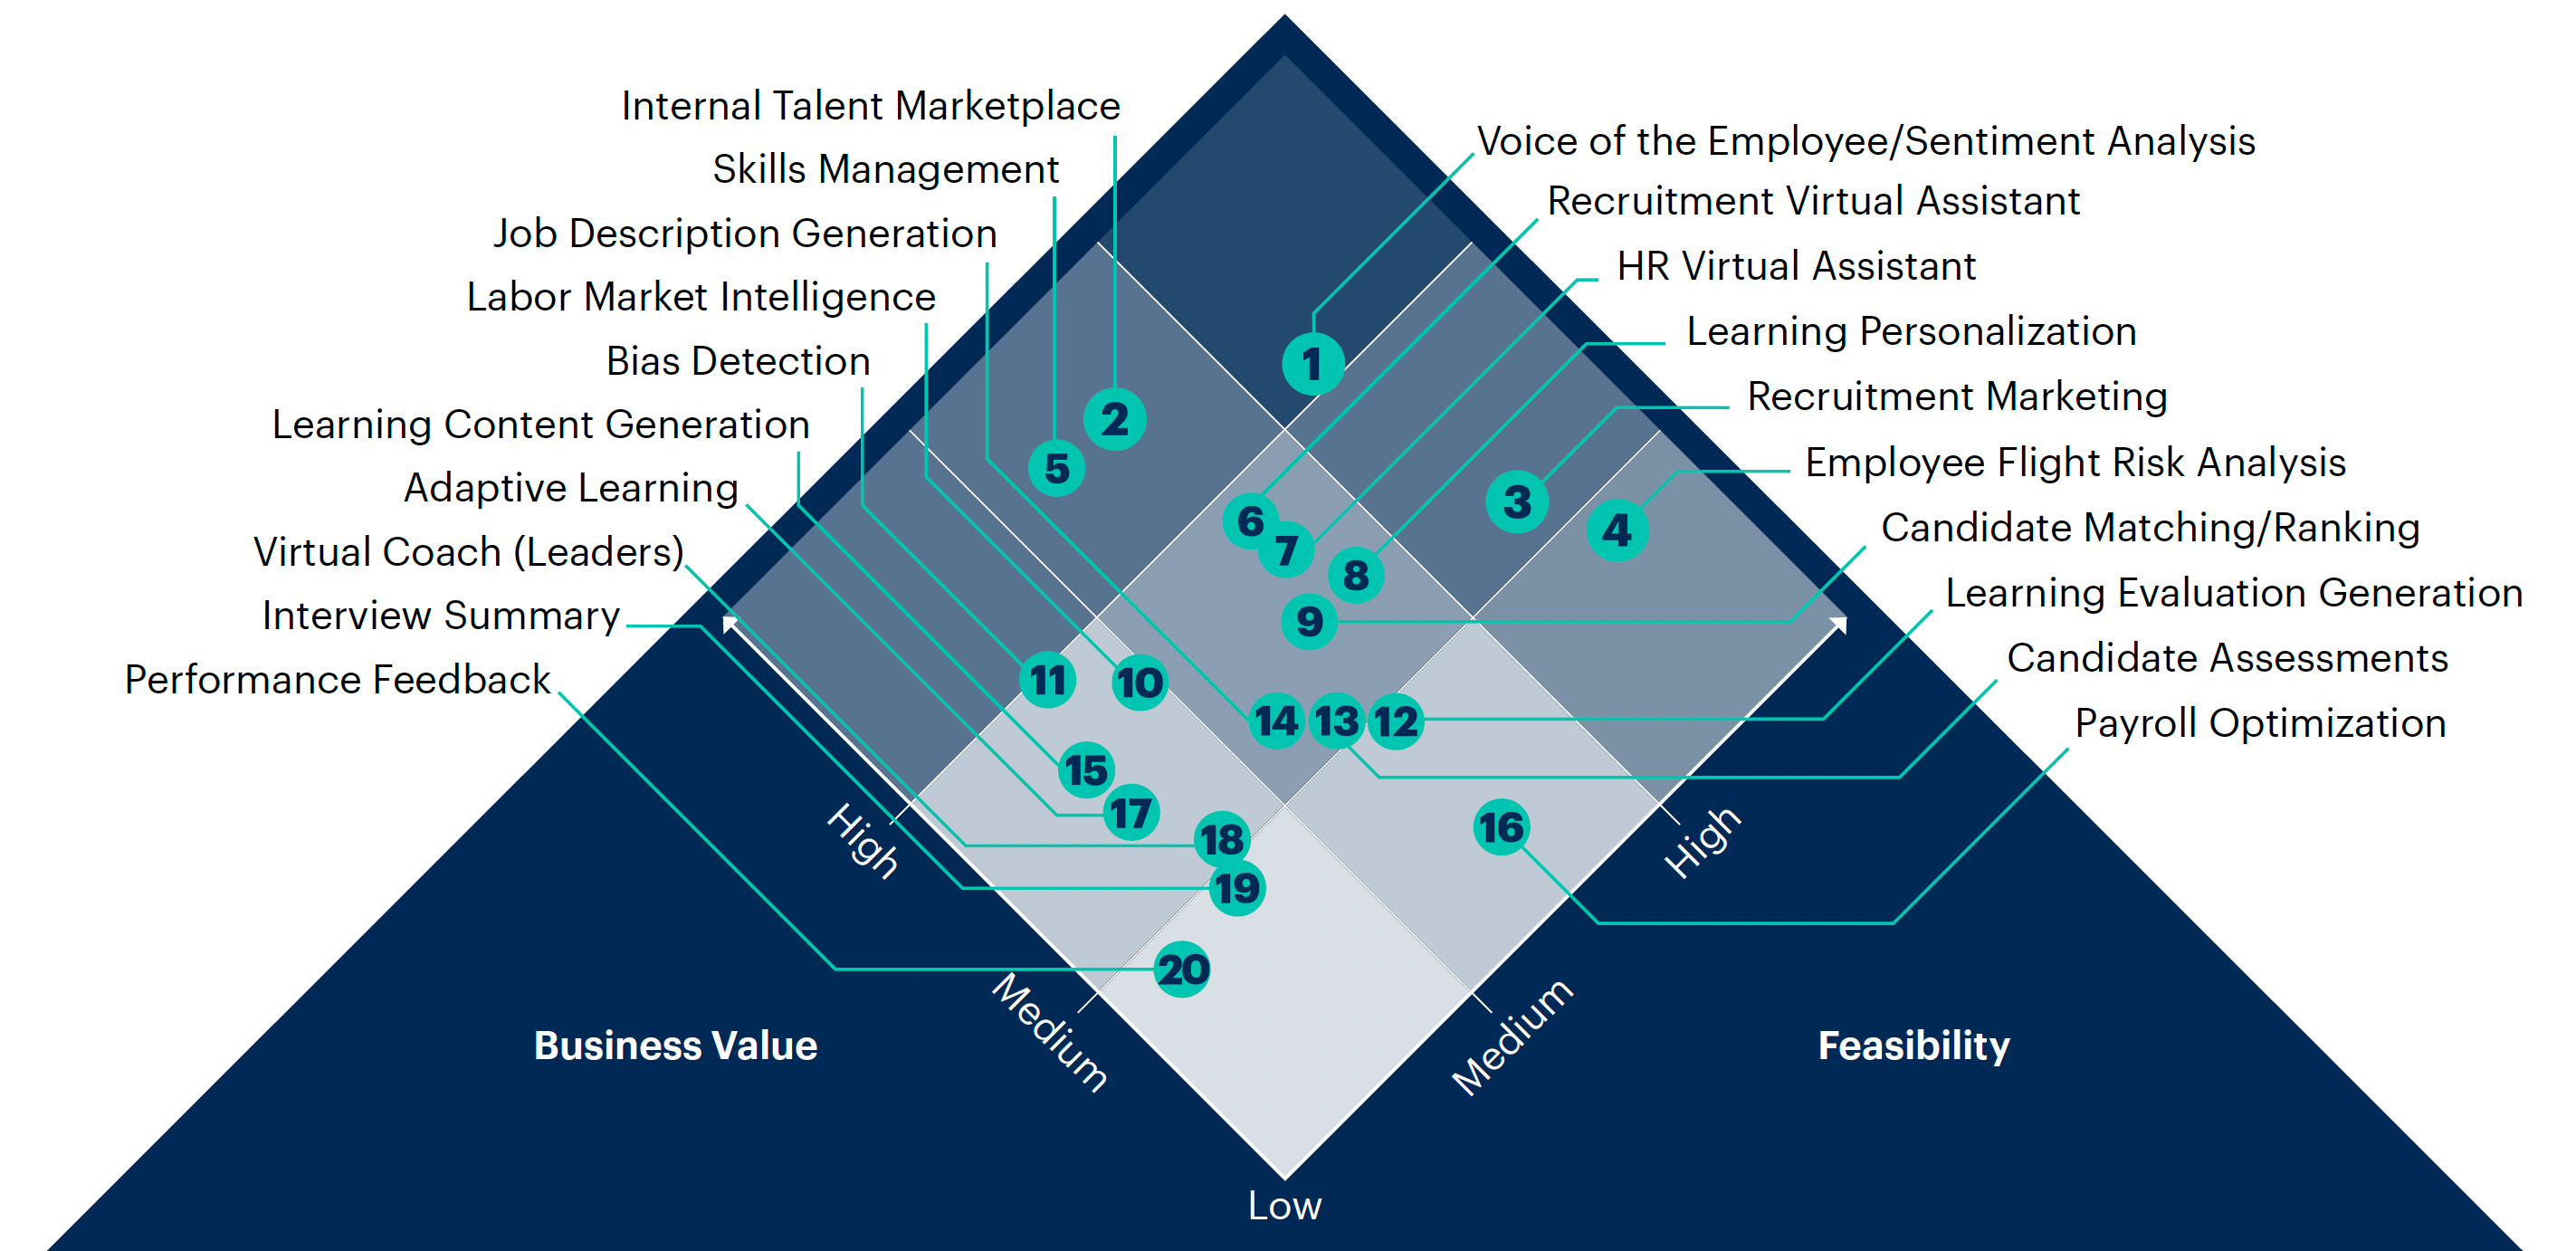 Internal Talent Marketplace
Skills Management
Job Description Generation
Labor Market Intelligence
Bias Detection
Learning Content Generation
Adaptive Learning
Virtual Coach (Leaders)
Interview Summary
Performance Feedback
Voice of the Employee/Sentiment Analysis
Recruitment Virtual Assistant
HR Virtual Assistant
Learning Personalization
Recruitment Marketing
Employee Flight Risk Analysis
Candidate Matching/Ranking
Learning Evaluation Generation
Candidate Assessments
Payroll Optimization
1
2
5
3
4
6
7
8
9
11
10
14
13
12
15
17
18
16
19
20
High
High
Medium
Medium
Business Value
Feasibility
Low